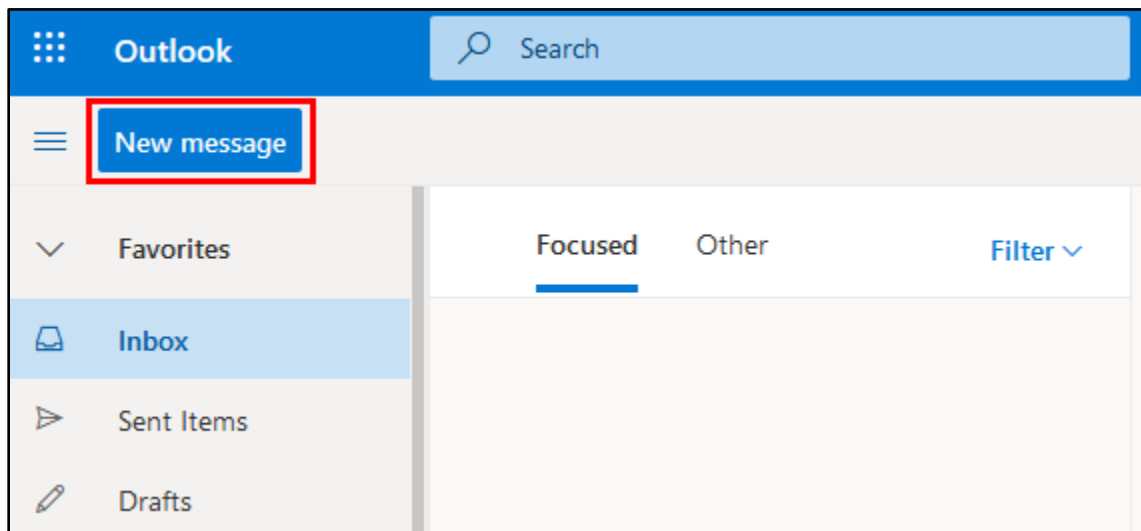 Outlook
Search
New message
Favorites
Focused Other Filter
Inbox
Sent Items
Drafts